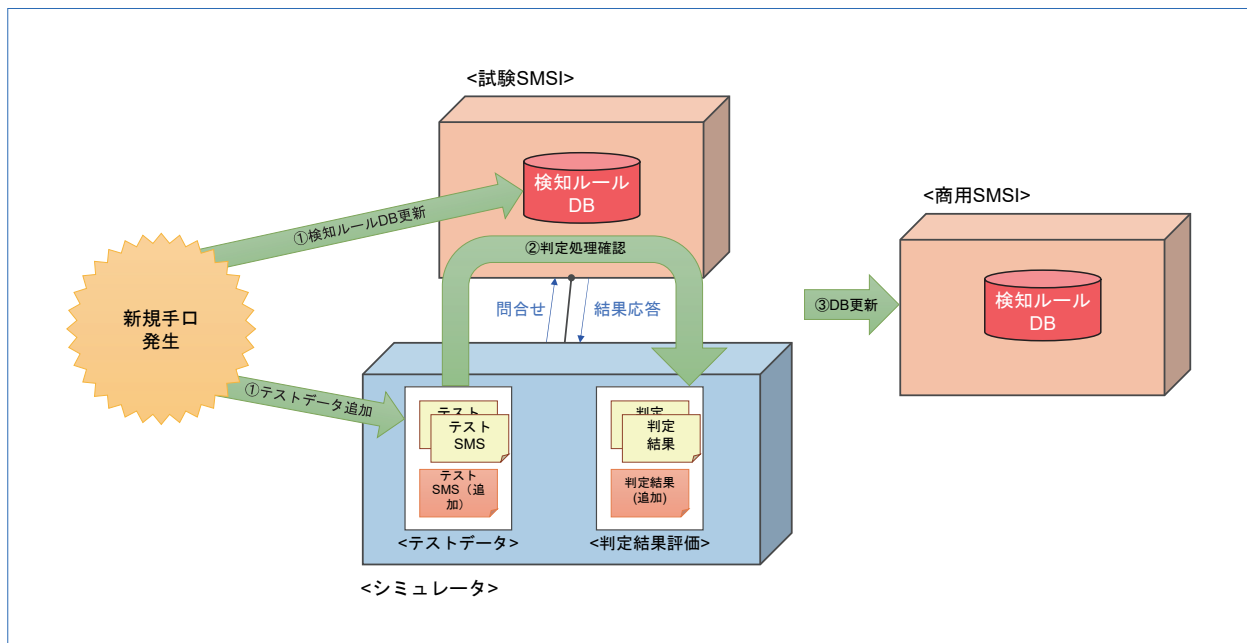 <試験SMSI>
検知ルール
DB
①検知ルールDB更新
②判定処理確認
<商用SMSI>
検知ルール
DB
③DB更新
新規手口
発生
問合せ
結果応答
①テストデータ追加
テスト
テスト
SMS
テスト
SMS（追
加）
<テストデータ>
判定
判定
結果
判定結果
(追加)
<判定結果評価>
<シミュレータ>